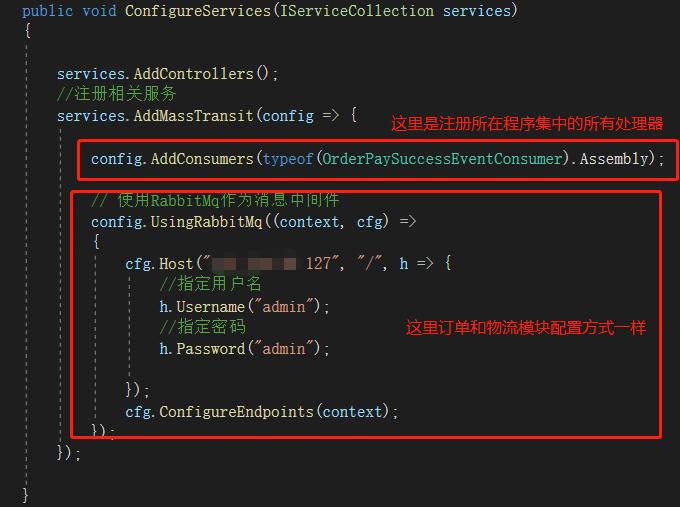 public void ConfigureServices(IServiceCollection services)
{
services.AddControllers();
//注册相关服务
services.AddMassTransit(config => {
这里是注册所在程序集中的所有处理器
config.AddConsumers(typeof(OrderPaySuccessEventConsumer).Assembly);
// 使用RabbitMq作为消息中间件
config.UsingRabbitMq((context, cfg) =>
{
cfg.Host(" 127", "/", h => {
//指定用户名
h.Username("admin");
//指定密码
这里订单和物流模块配置方式一样
h.Password("admin");
});
cfg.ConfigureEndpoints(context);
});
});
}